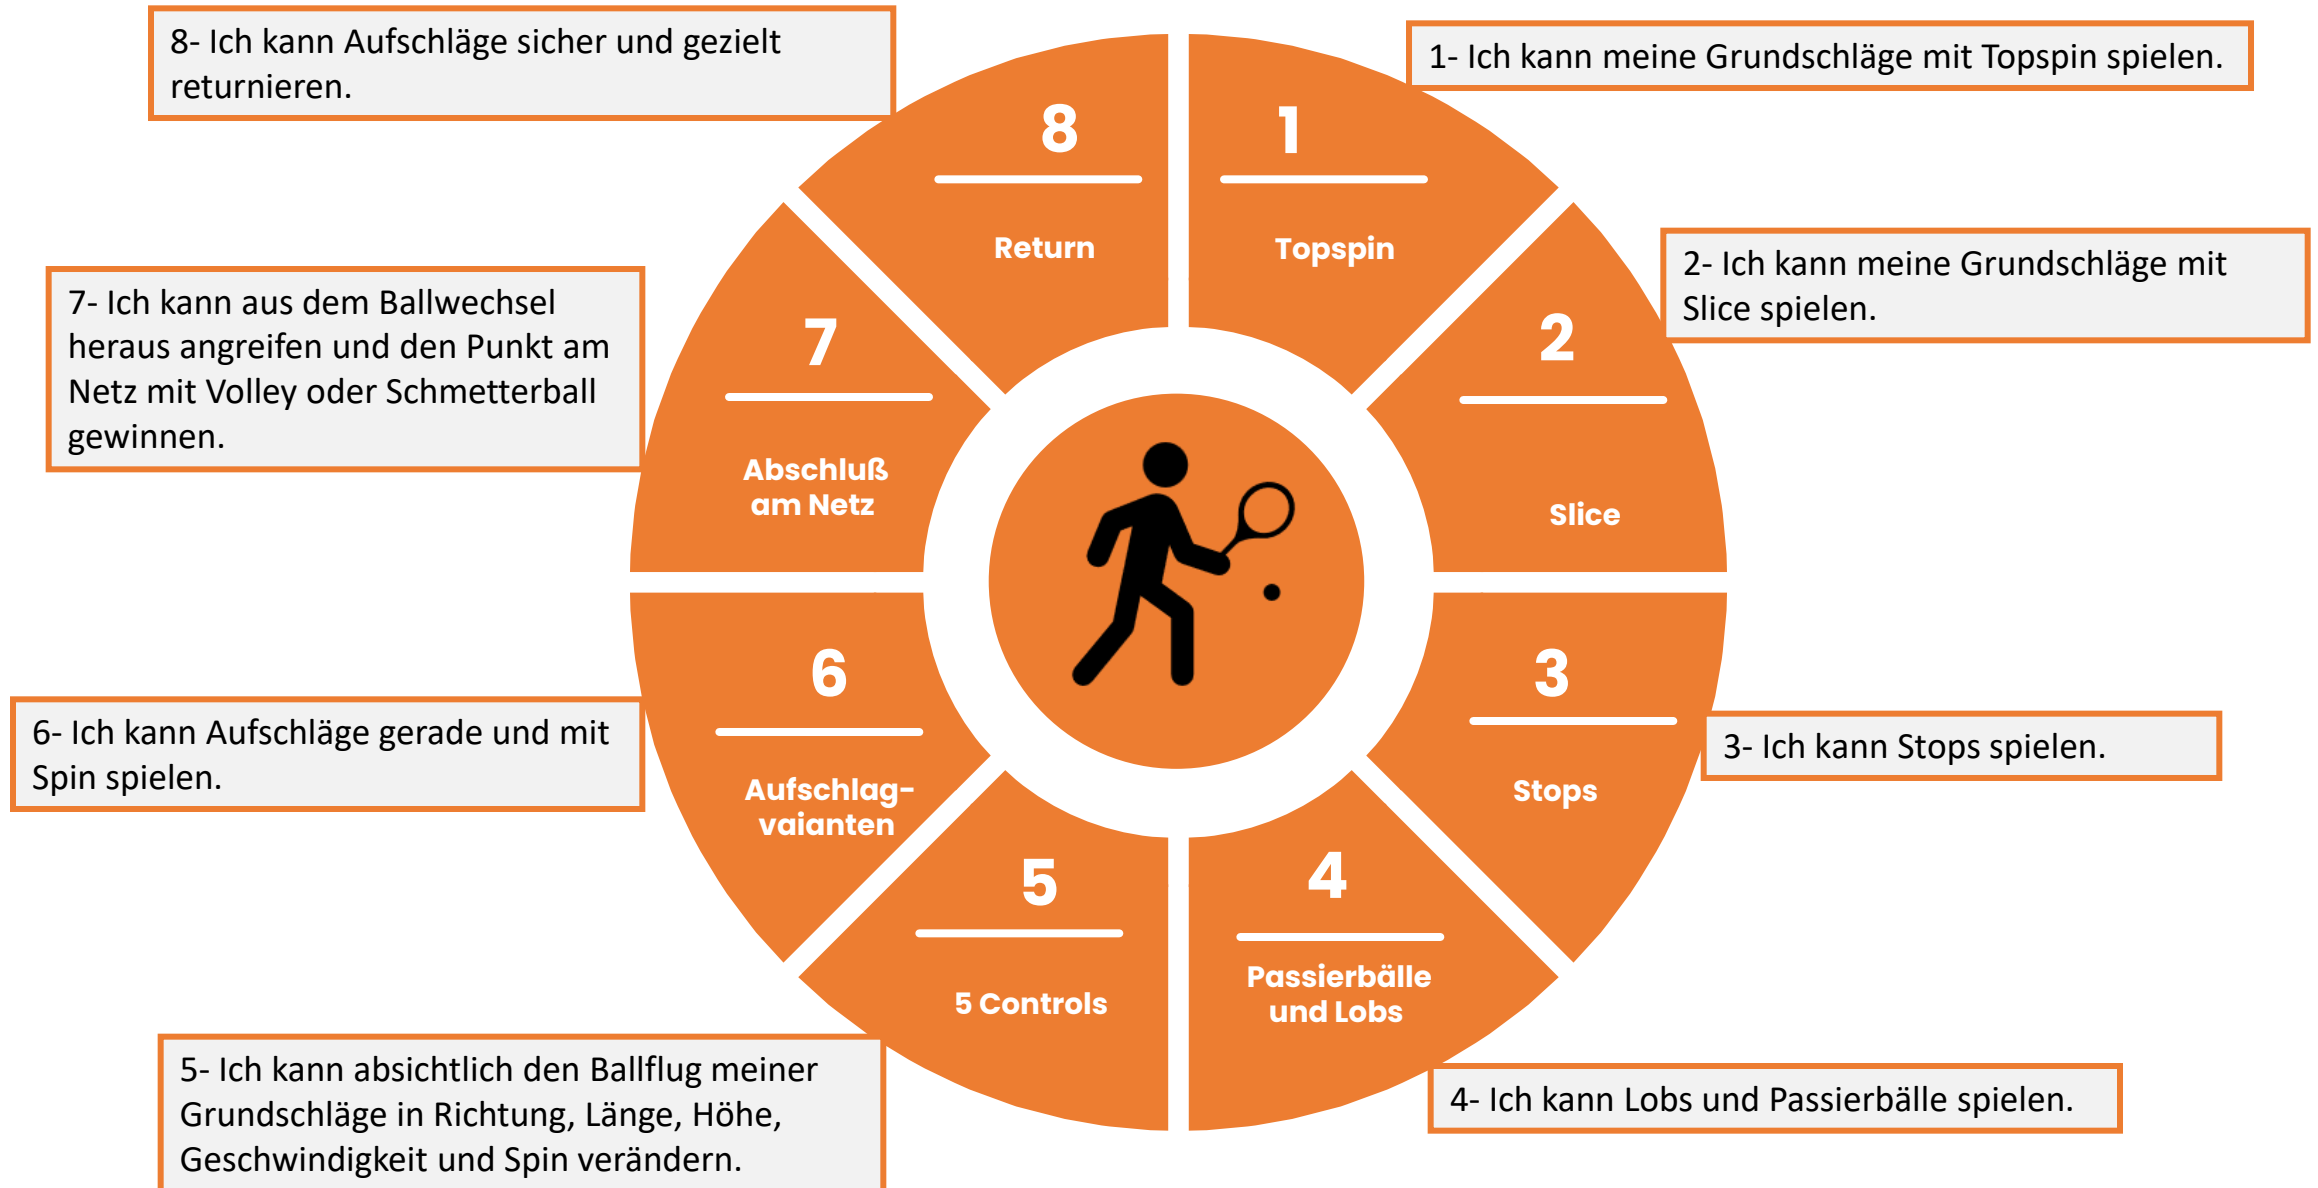 8- Ich kann Aufschläge sicher und gezielt
returnieren.
1- Ich kann meine Grundschläge mit Topspin spielen.
8
Return
1
Topspin
2- Ich kann meine Grundschläge mit
Slice spielen.
7- Ich kann aus dem Ballwechsel
heraus angreifen und den Punkt am
Netz mit Volley oder Schmetterball
gewinnen.
7
Abschluß
am Netz
2
Slice
6- Ich kann Aufschläge gerade und mit
Spin spielen.
6
Aufschlag-
vaianten
3
Stops
3- Ich kann Stops spielen.
5
5 Controls
4
Passierbälle
und Lobs
5- Ich kann absichtlich den Ballflug meiner
Grundschläge in Richtung, Länge, Höhe,
Geschwindigkeit und Spin verändern.
4- Ich kann Lobs und Passierbälle spielen.